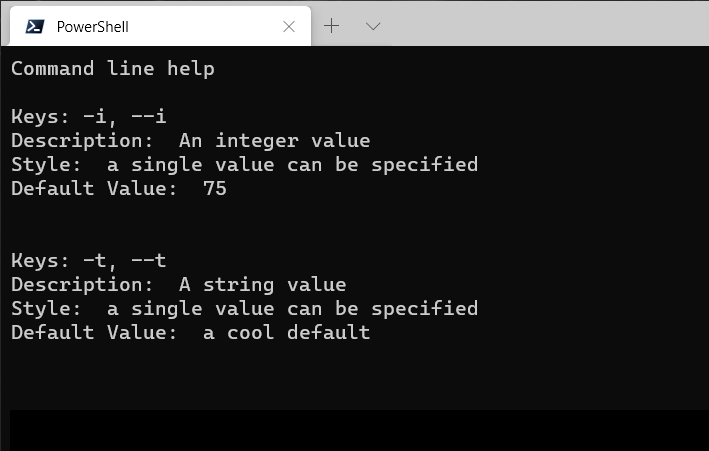 PowerShell
Command line help
Keys: -i, --i
Description:  An integer value
Style:  a single value can be specified
Default Value:  75
Keys: -t, --t
Description:  A string value
Style:  a single value can be specified
Default Value:  a cool default